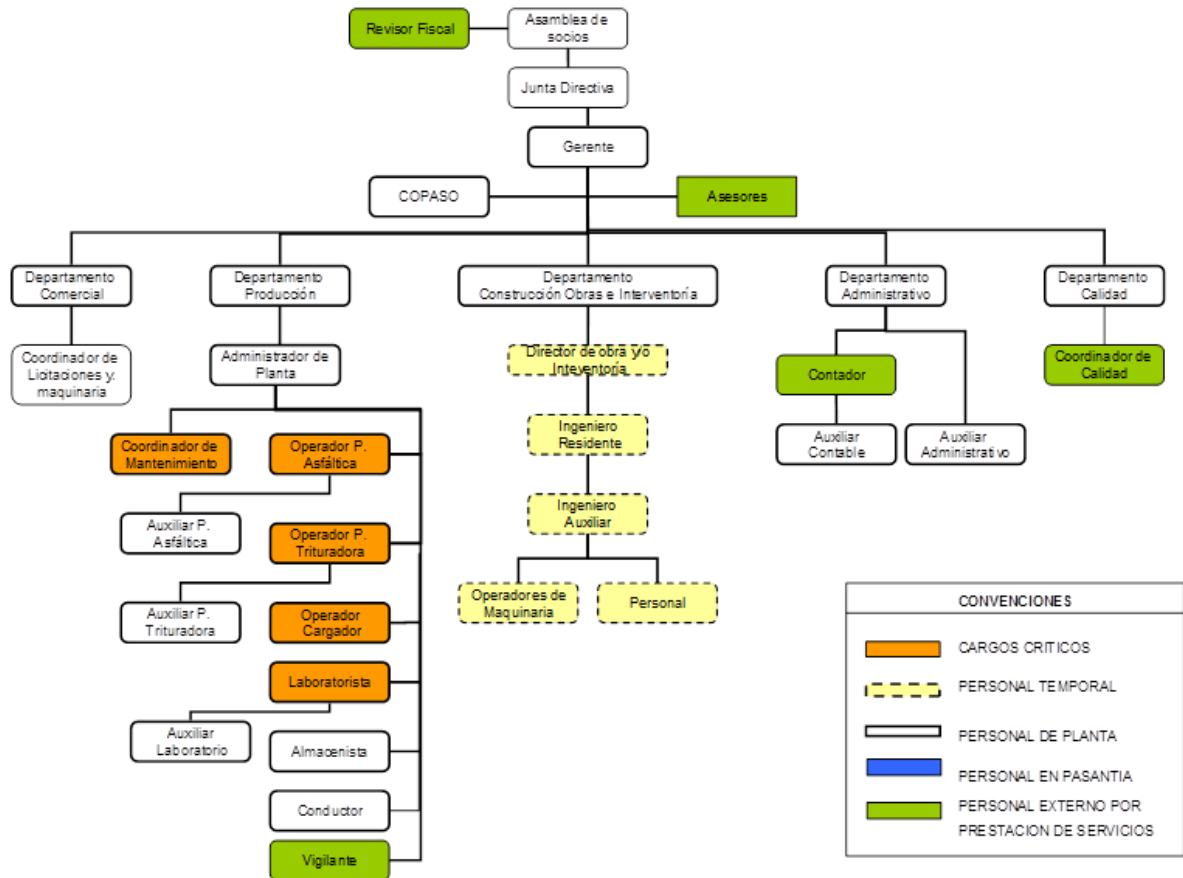 Revisor Fiscal
Asamblea de
socios
Junta Directiva
Gerente
COPASO
Asesores
Departamento
Comercial
Departamento
Producción
Departamento
Construcción Obras e Interventoría
Departamento
Administrativo
Departamento
Calidad
Coordinador de
Licitaciones y.
maquinaria
Administrador de
Planta
Director de obra y/o
Inteventoría
Contador
Coordinador de
Calidad
Coordinador de
Mantenimiento
Operador P.
Asfáltica
Ingeniero
Residente
Auxiliar
Contable
Auxiliar
Administrativo
Auxiliar P.
Asfáltica
Ingeniero
Auxiliar
Operador P.
Trituradora
Auxiliar P.
Trituradora
Operador
Cargador
Operadores de
Maquinaria
Personal
Laboratorista
Auxiliar
Laboratorio
Almacenista
Conductor
Vigilante
CONVENCIONES
CARGOS CRITICOS
PERSONAL TEMPORAL
PERSONAL DE PLANTA
PERSONAL EN PASANTIA
PERSONAL EXTERNO POR
PRESTACION DE SERVICIOS